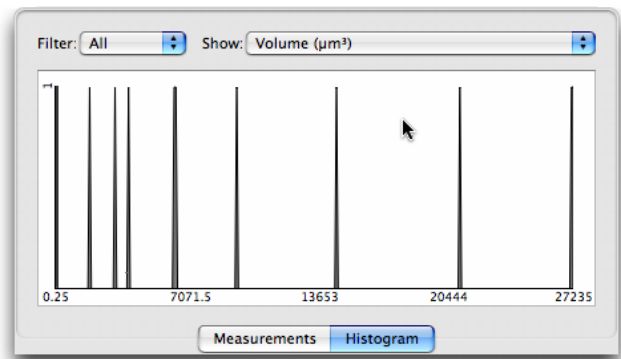 Filter: All Show: Volume (μm³)
1
0.25 7071.5 13653 20444 27235
Measurements Histogram